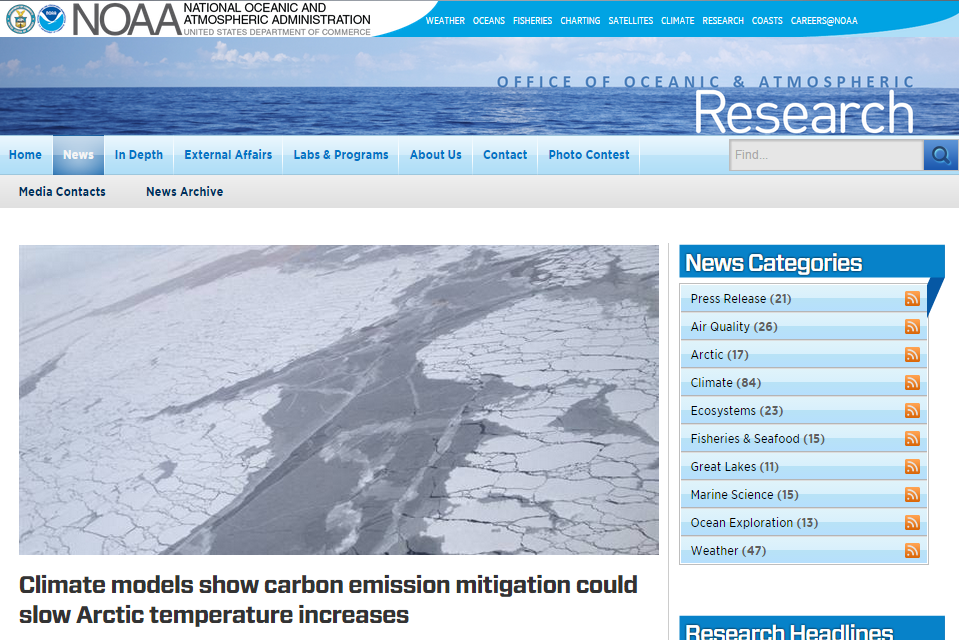 NOAA
NATIONAL OCEANIC AND
ATMOSPHERIC ADMINISTRATION
UNITED STATES DEPARTMENT OF COMMERCE
WEATHER OCEANS FISHERIES CHARTING SATELLITES CLIMATE RESEARCH COASTS CAREERS@NOAA
OFFICE OF OCEANIC & ATMOSPHERIC
Research
Home News In Depth External Affairs Labs & Programs About Us Contact Photo Contest Find...
Media Contacts News Archive
News Categories
Press Release (21)
Air Quality (26)
Arctic (17)
Climate (84)
Ecosystems (23)
Fisheries & Seafood (15)
Great Lakes (11)
Marine Science (15)
Ocean Exploration (13)
Weather (47)
Climate models show carbon emission mitigation could
slow Arctic temperature increases
Research Headlines